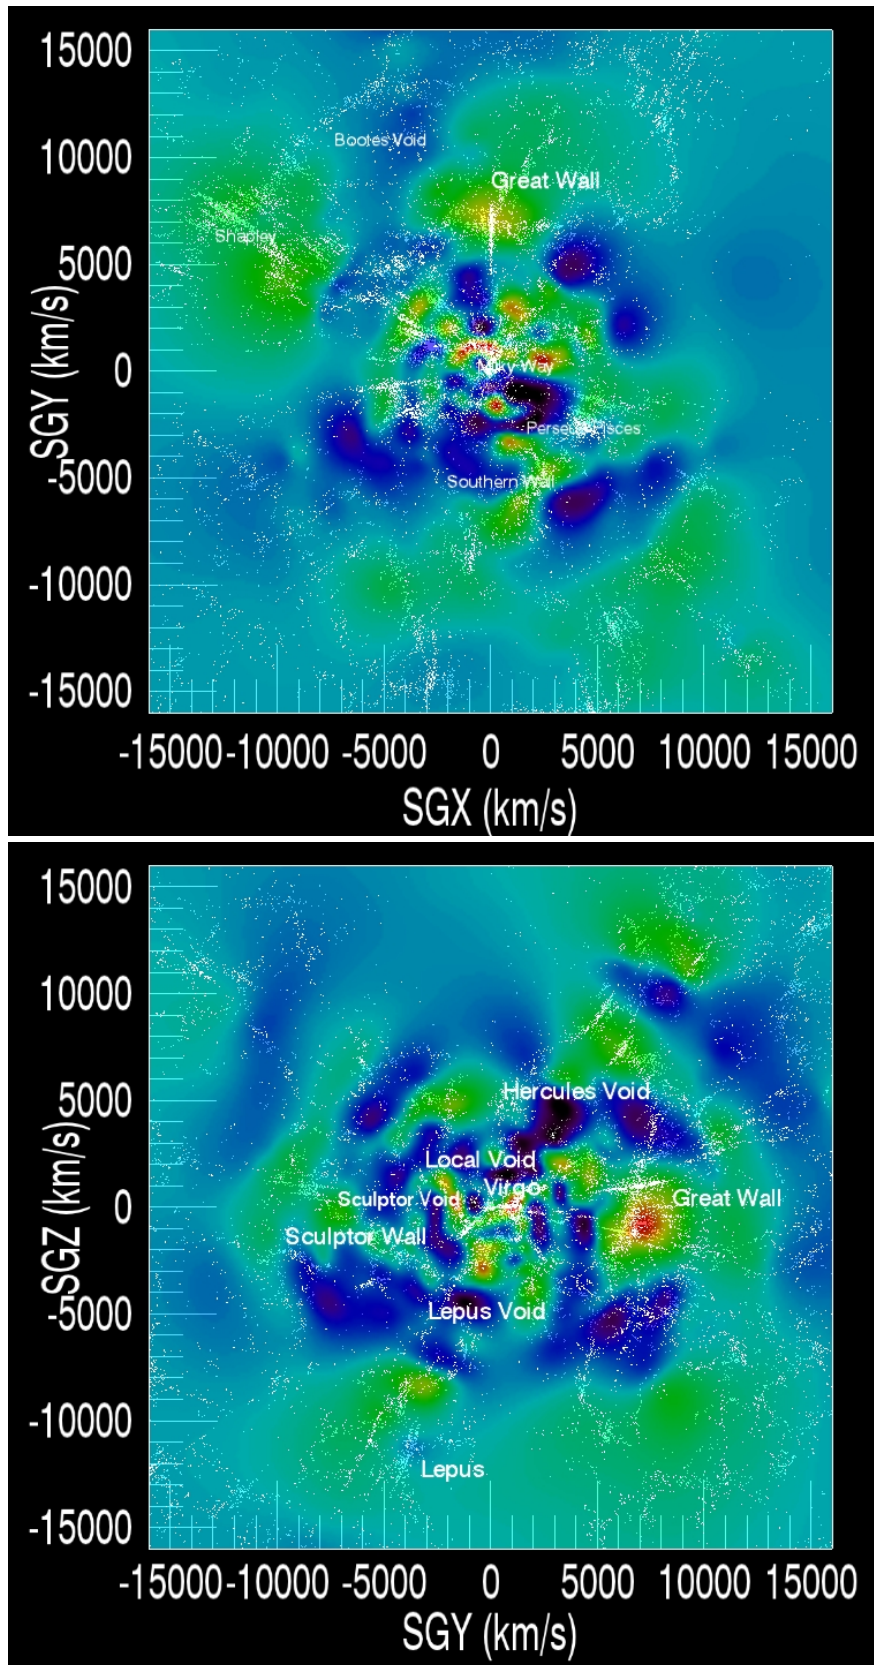 15000
10000
5000
0
-5000
-10000
-15000
SGY (km/s)
Bootes Void
Great Wall
Shapley
Milky Way
Perseus Pisces
Southern Wall
-15000 -10000 -5000 0 5000 10000 15000
SGX (km/s)
15000
10000
5000
0
-5000
-10000
-15000
SGZ (km/s)
Hercules Void
Local Void
Virgo
Sculptor Void
Great Wall
Sculptor Wall
Lepus Void
Lepus
-15000 -10000 -5000 0 5000 10000 15000
SGY (km/s)